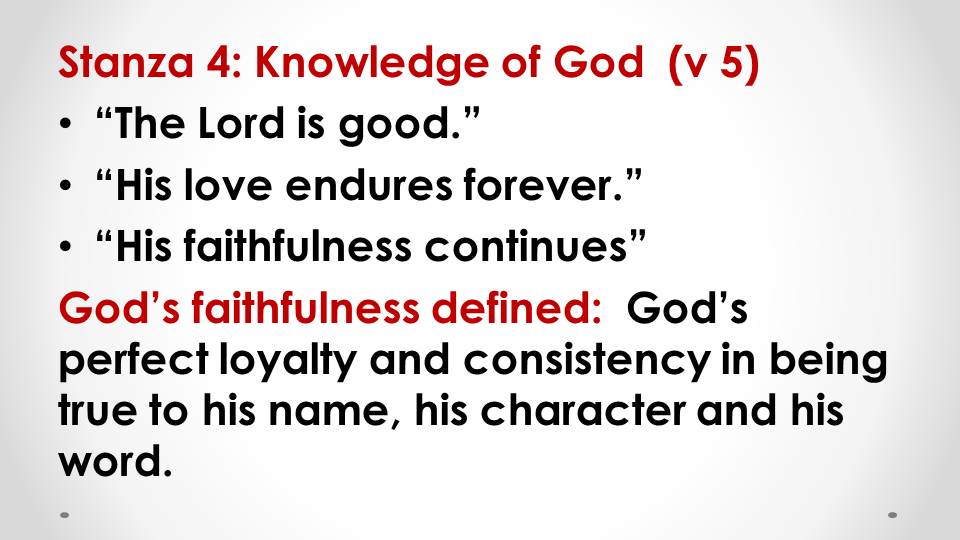 Stanza 4: Knowledge of God  (v 5)
• “The Lord is good.”
• “His love endures forever.”
• “His faithfulness continues”
God’s faithfulness defined:  God’s
perfect loyalty and consistency in being
true to his name, his character and his
word.